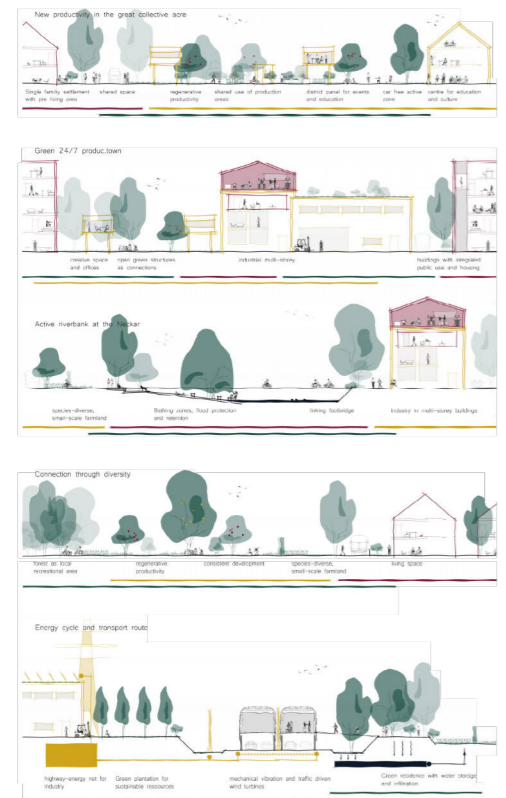 New productivity in the great collective acre
Single family settlement
with pre living area
shared space
regenerative
productivity
shared use of production
areas
district panel for events
and education
car free active
zone
centre for education
and culture
Green 24/7 produc.town
creative space
and offices
open green structures
as connections
industrial multi-storey
buildings with integrated
public use and housing
Active riverbank at the Neckar
species-diverse,
small-scale farmland
Bathing zones, flood protection
and retention
linking footbridge
industry in multi-storey buildings
Connection through diversity
forest as local
recreational area
regenerative
productivity
consistent development
species-diverse,
small-scale farmland
living space
Energy cycle and transport route
highway-energy net for
industry
Green plantation for
sustainable ressources
mechanical vibration and traffic driven
wind turbines
Green residence with water storage
and infiltration